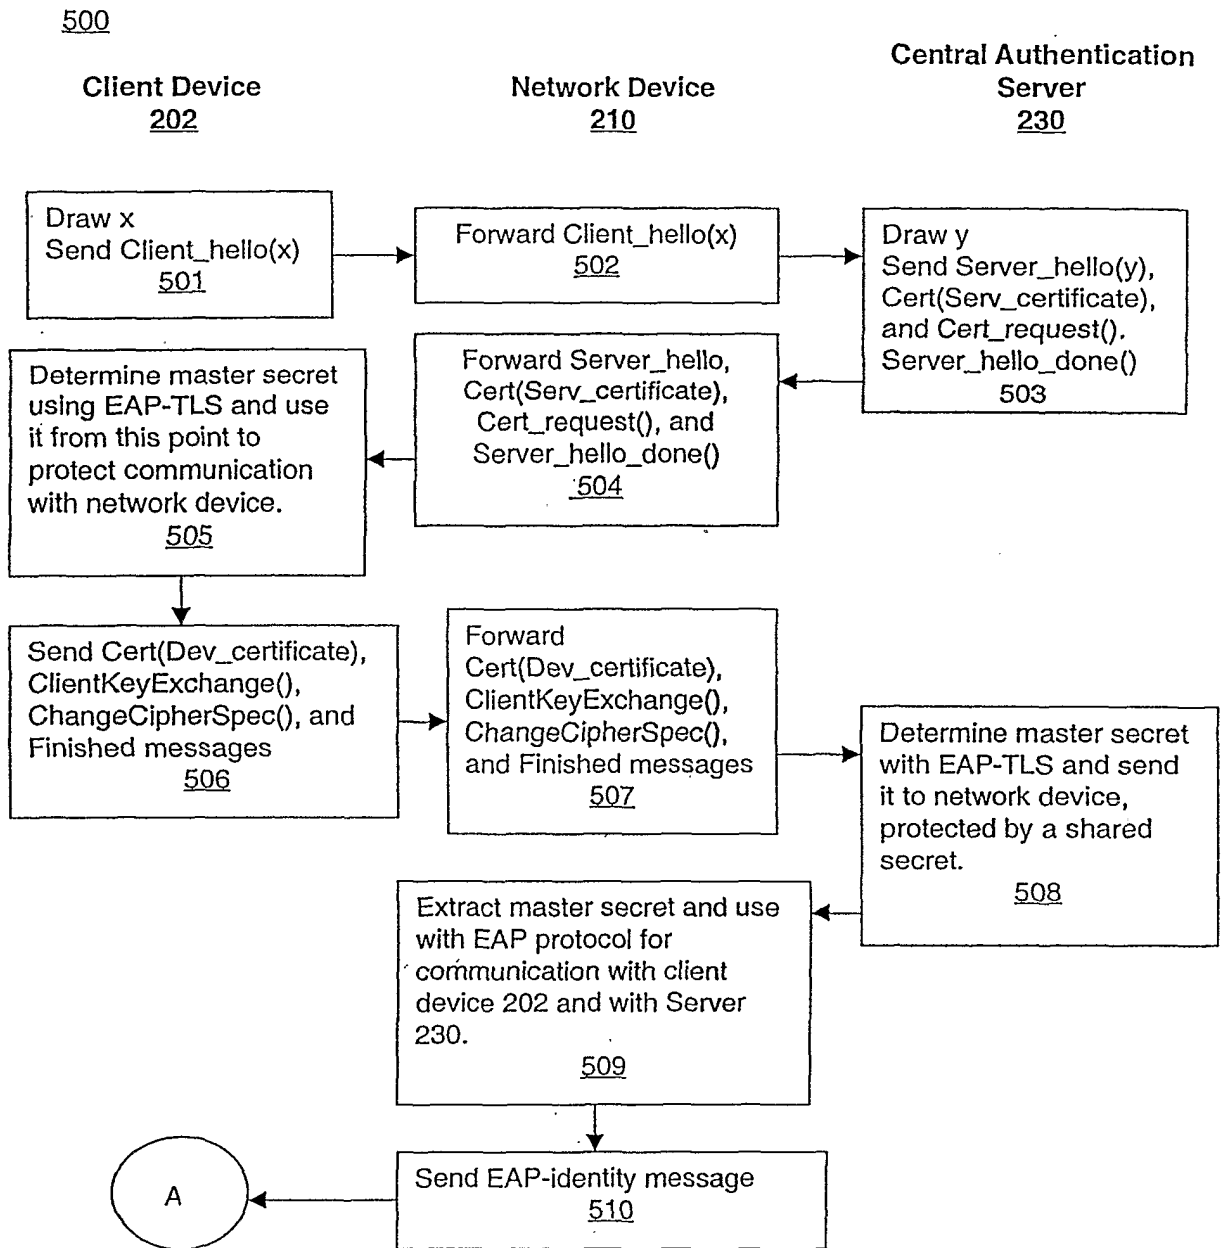 500
Client Device
202
Network Device
210
Central Authentication
Server
230
Draw x
Send Client_hello(x)
501
Forward Client_hello(x)
502
Draw y
Send Server_hello(y),
Cert(Serv_certificate),
and Cert_request().
Server_hello_done()
503
Forward Server_hello,
Cert(Serv_certificate),
Cert_request(), and
Server_hello_done()
504
Determine master secret
using EAP-TLS and use
it from this point to
protect communication
with network device.
505
Send Cert(Dev_certificate),
ClientKeyExchange(),
ChangeCipherSpec(), and
Finished messages
506
Forward
Cert(Dev_certificate),
ClientKeyExchange(),
ChangeCipherSpec(),
and Finished messages
507
Determine master secret
with EAP-TLS and send
it to network device,
protected by a shared
secret.
508
Extract master secret and use
with EAP protocol for
communication with client
device 202 and with Server
230.
509
Send EAP-identity message
510
A